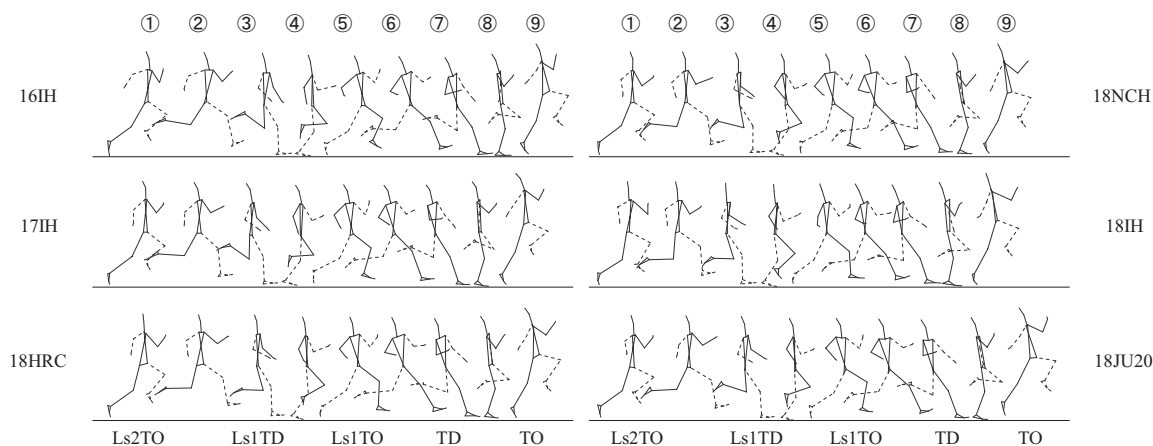 ① ② ③ ④ ⑤ ⑥ ⑦ ⑧ ⑨ ① ② ③ ④ ⑤ ⑥ ⑦ ⑧ ⑨
16IH 18NCH
17IH 18IH
18HRC 18JU20
Ls2TO Ls1TD Ls1TO TD TO Ls2TO Ls1TD Ls1TO TD TO